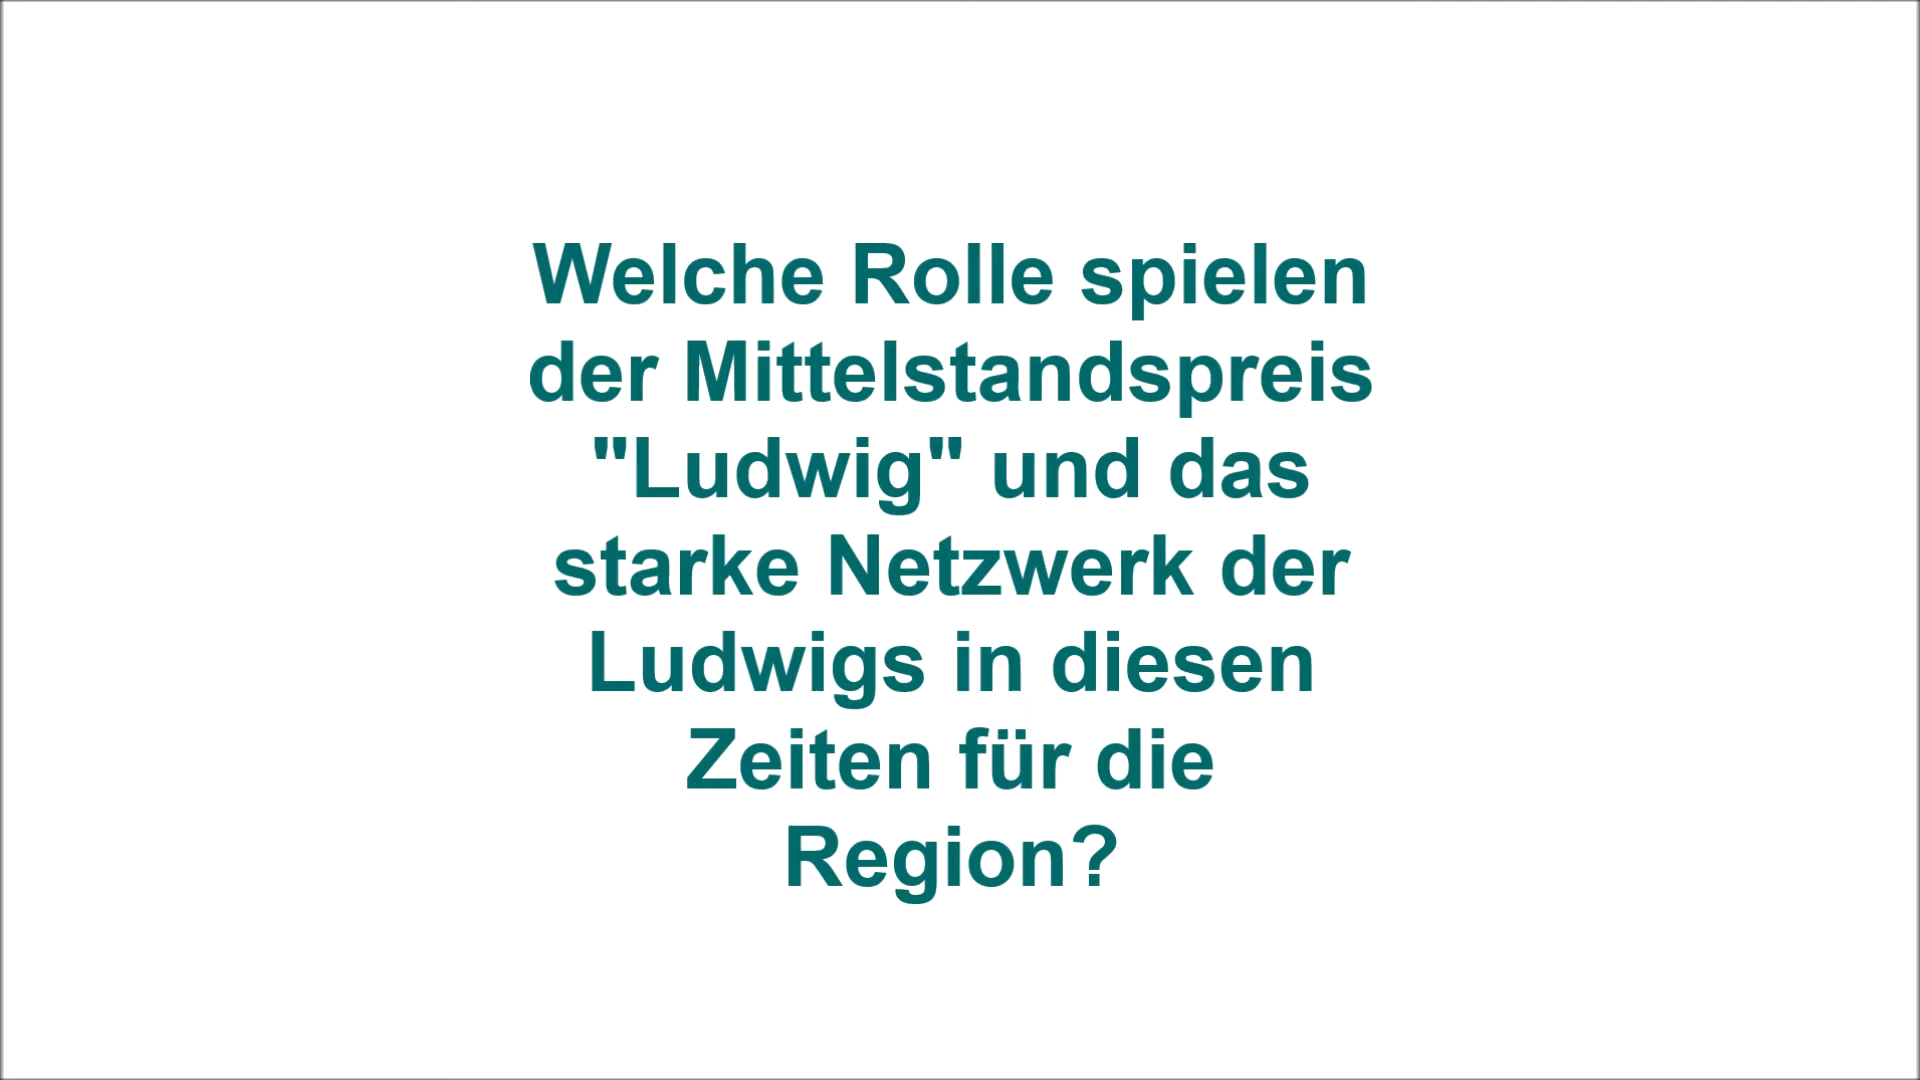 Welche Rolle spielen
der Mittelstandspreis
"Ludwig" und das
starke Netzwerk der
Ludwigs in diesen
Zeiten für die
Region?